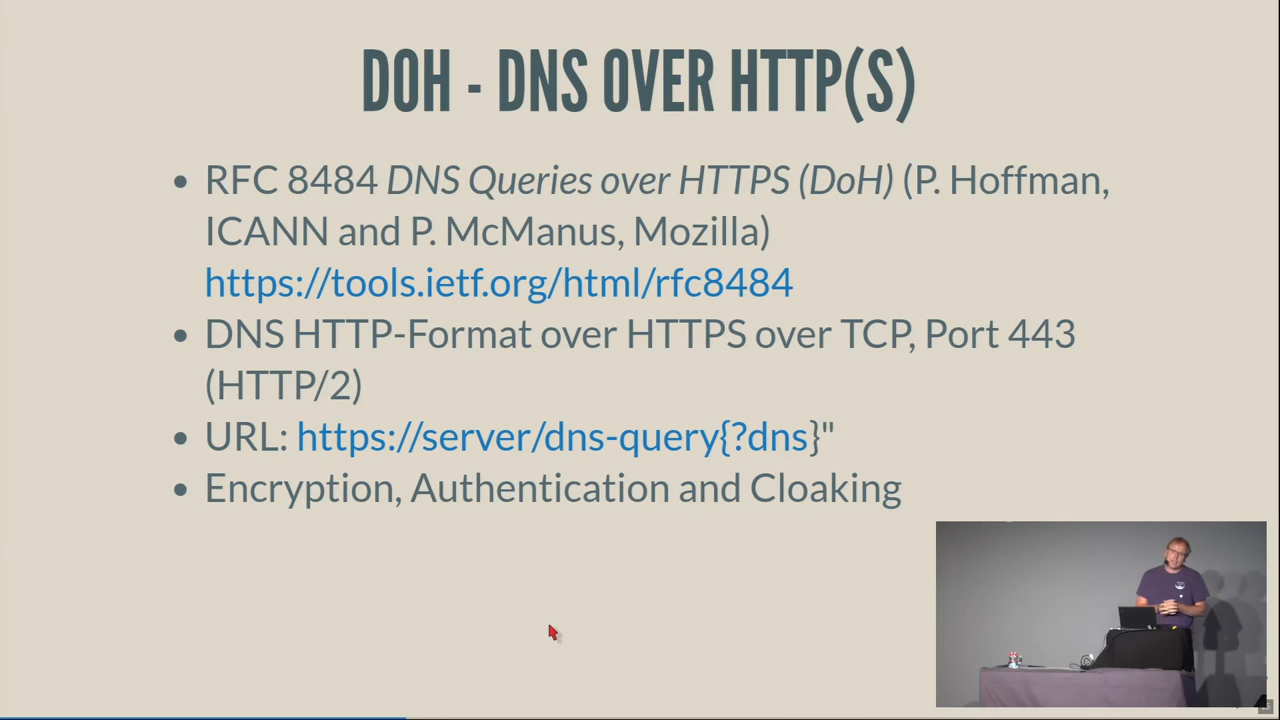 DOH - DNS OVER HTTP(S)
RFC 8484 DNS Queries over HTTPS (DoH) (P. Hoffman,
ICANN and P. McManus, Mozilla)
https://tools.ietf.org/html/rfc8484
DNS HTTP-Format over HTTPS over TCP, Port 443
(HTTP/2)
URL: https://server/dns-query{?dns}"
Encryption, Authentication and Cloaking